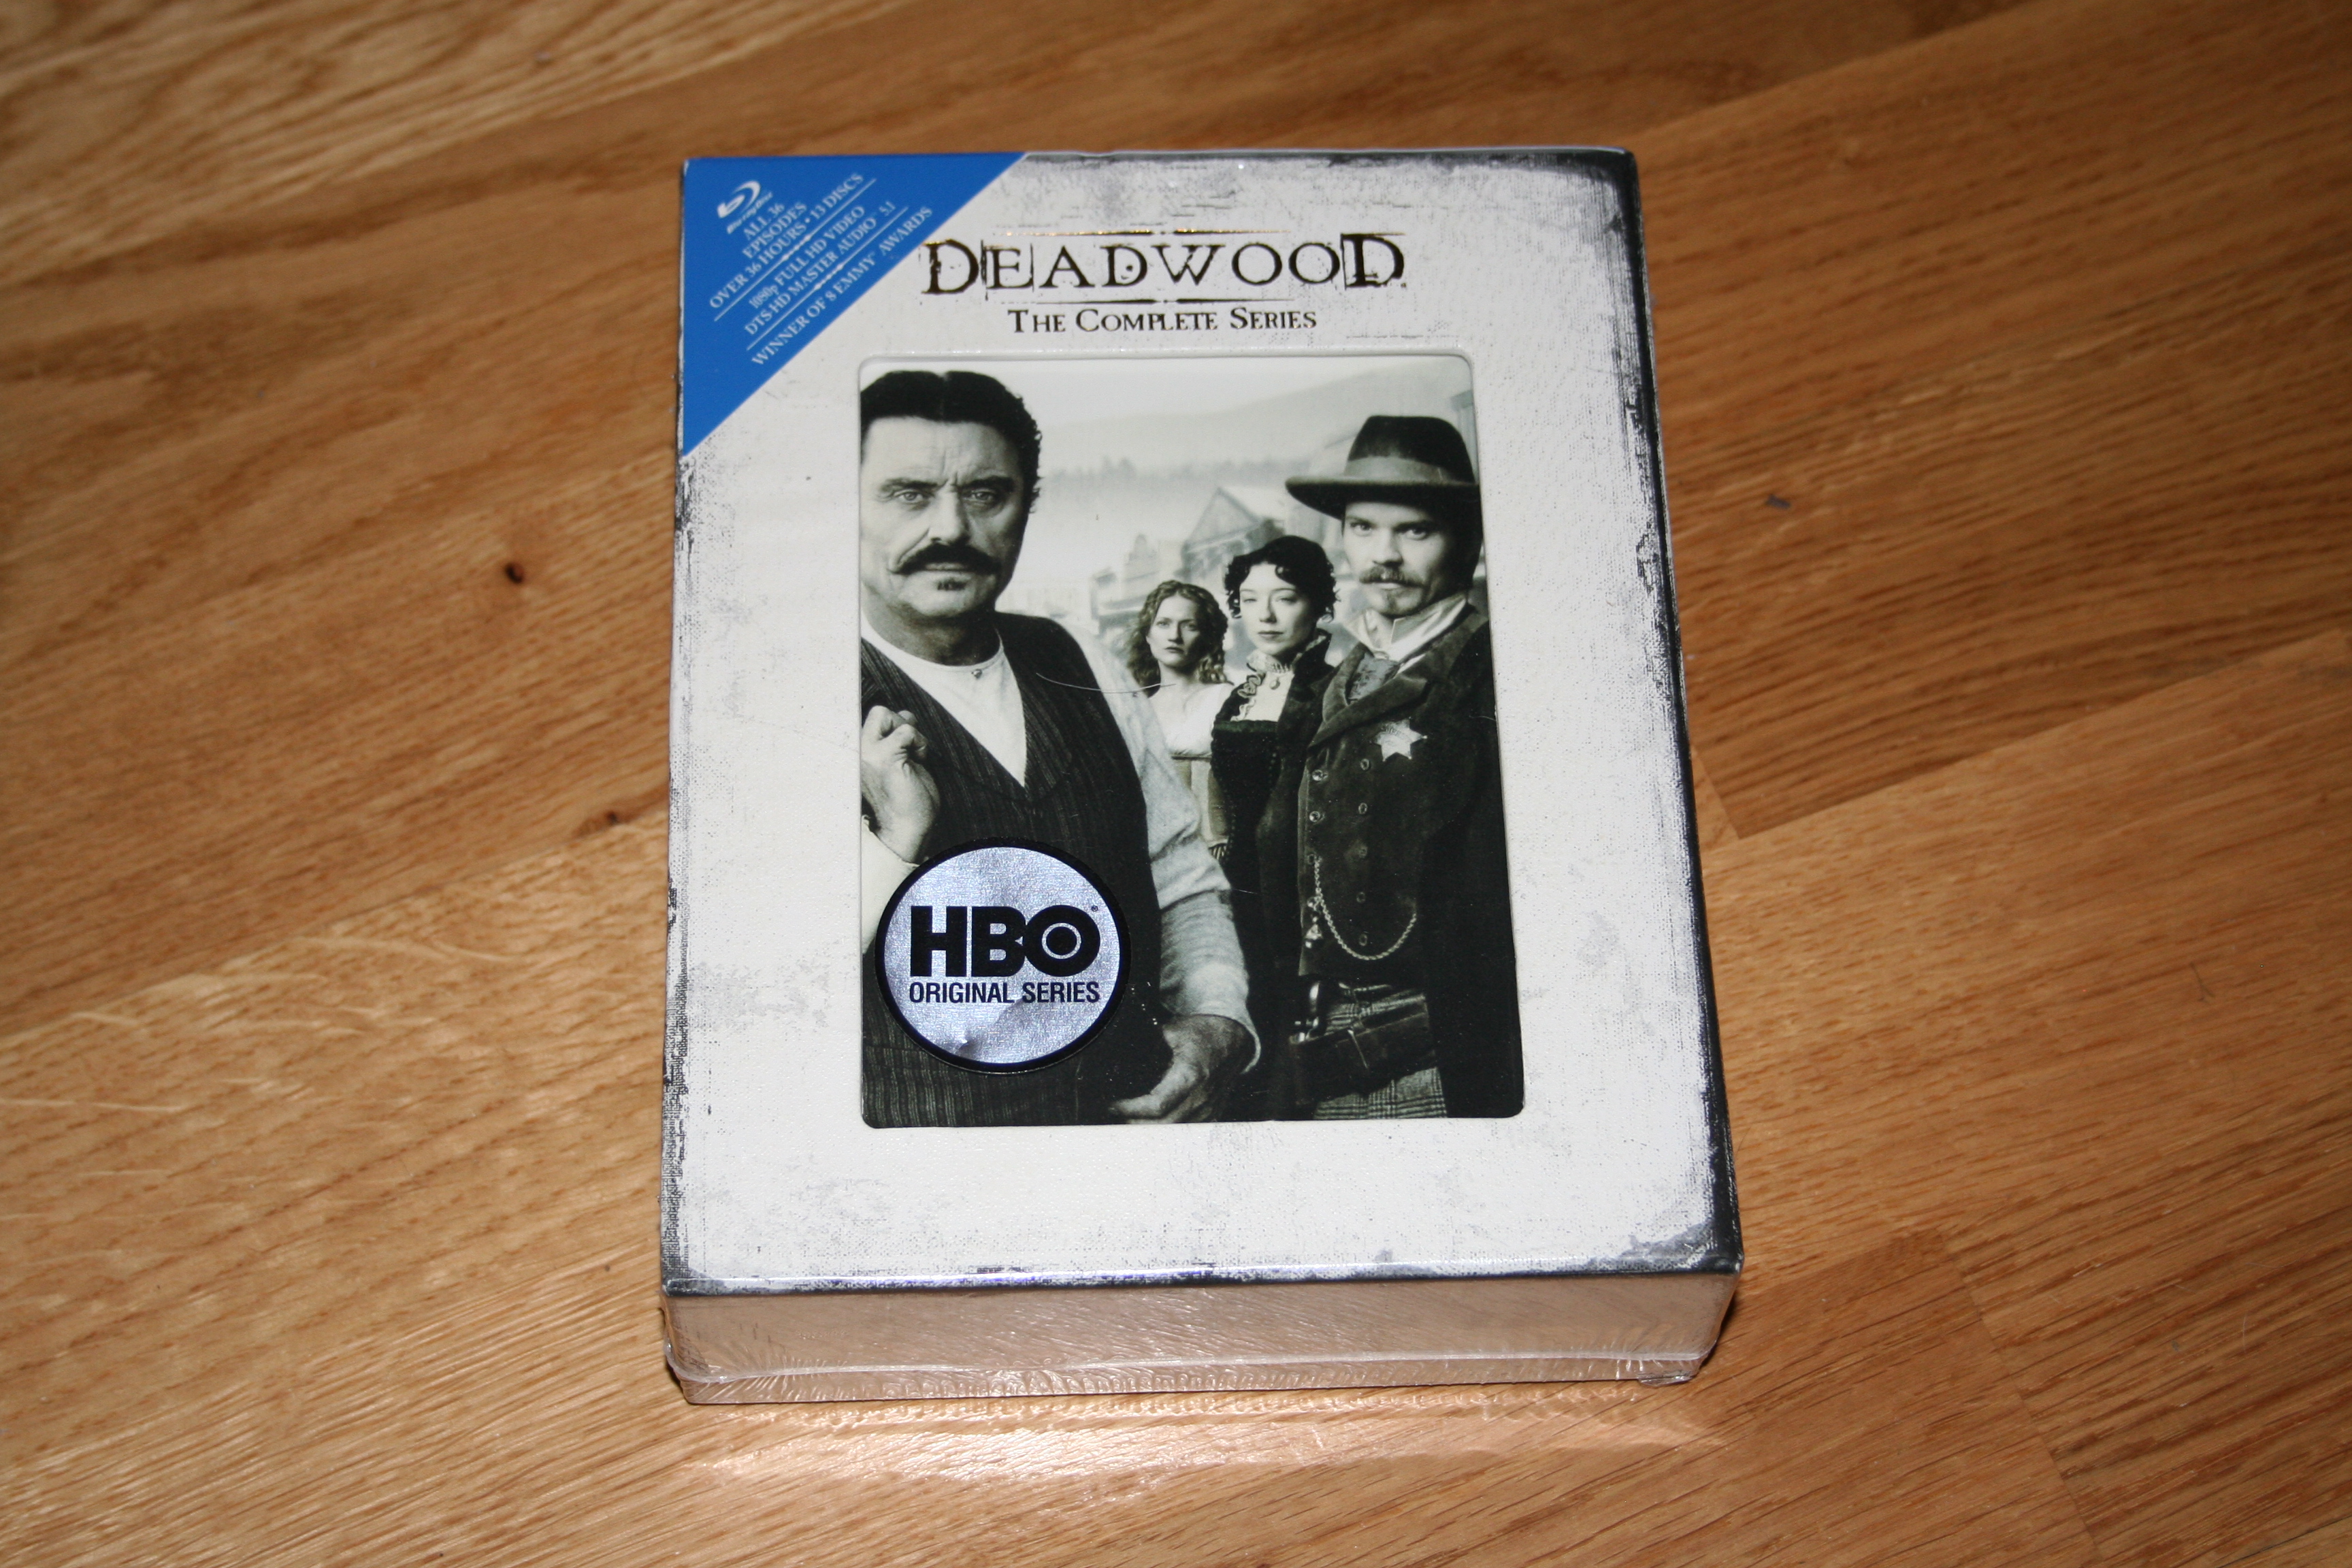 Blu-ray Disc
ALL 36
EPISODES
OVER 36 HOURS • 13 DISCS
1080p FULL HD VIDEO
DTS HD MASTER AUDIO™ 5.1
WINNER OF 8 EMMY® AWARDS
DEADWOOD
THE COMPLETE SERIES
HBO®
ORIGINAL SERIES